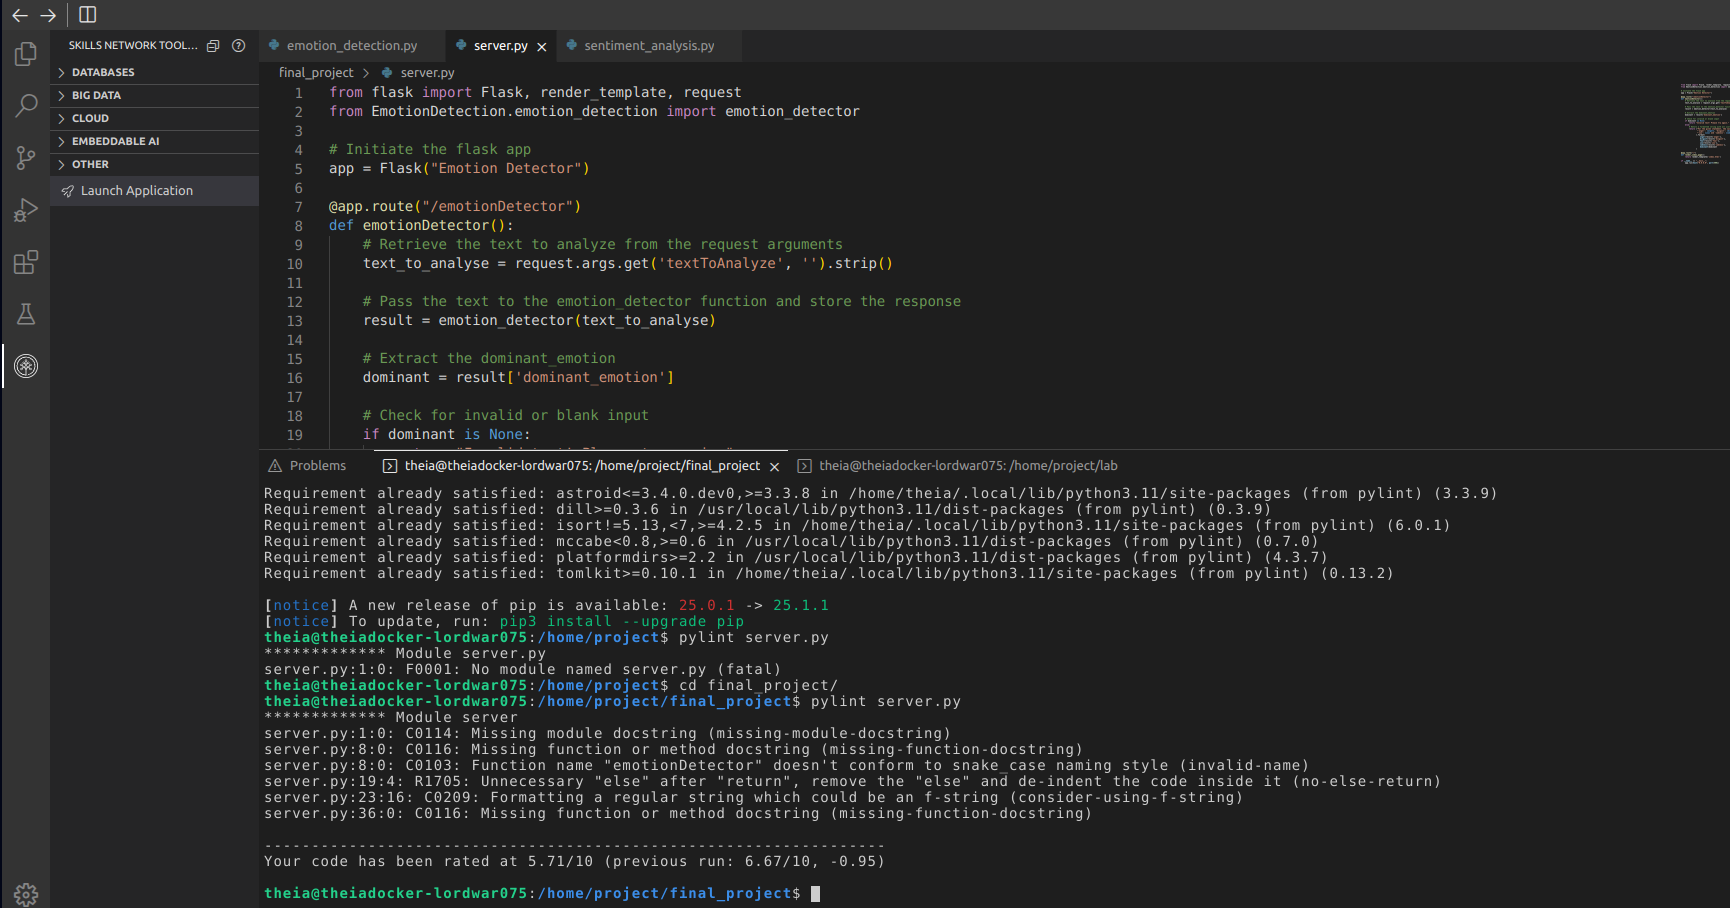 SKILLS NETWORK TOOL...
DATABASES
BIG DATA
CLOUD
EMBEDDABLE AI
OTHER
Launch Application
emotion_detection.py
server.py
sentiment_analysis.py
final_project > server.py
1 from flask import Flask, render_template, request
2 from EmotionDetection.emotion_detection import emotion_detector
3
4 # Initiate the flask app
5 app = Flask("Emotion Detector")
6
7 @app.route("/emotionDetector")
8 def emotionDetector():
9 # Retrieve the text to analyze from the request arguments
10 text_to_analyse = request.args.get('textToAnalyze', '').strip()
11
12 # Pass the text to the emotion_detector function and store the response
13 result = emotion_detector(text_to_analyse)
14
15 # Extract the dominant_emotion
16 dominant = result['dominant_emotion']
17
18 # Check for invalid or blank input
19 if dominant is None:
Problems
theia@theiadocker-lordwar075: /home/project/final_project
theia@theiadocker-lordwar075: /home/project/lab
Requirement already satisfied: astroid<=3.4.0.dev0,>=3.3.8 in /home/theia/.local/lib/python3.11/site-packages (from pylint) (3.3.9)
Requirement already satisfied: dill>=0.3.6 in /usr/local/lib/python3.11/dist-packages (from pylint) (0.3.9)
Requirement already satisfied: isort!=5.13,<7,>=4.2.5 in /home/theia/.local/lib/python3.11/site-packages (from pylint) (6.0.1)
Requirement already satisfied: mccabe<0.8,>=0.6 in /usr/local/lib/python3.11/dist-packages (from pylint) (0.7.0)
Requirement already satisfied: platformdirs>=2.2 in /usr/local/lib/python3.11/dist-packages (from pylint) (4.3.7)
Requirement already satisfied: tomlkit>=0.10.1 in /home/theia/.local/lib/python3.11/site-packages (from pylint) (0.13.2)
[notice] A new release of pip is available: 25.0.1 -> 25.1.1
[notice] To update, run: pip3 install --upgrade pip
theia@theiadocker-lordwar075:/home/project$ pylint server.py
************* Module server.py
server.py:1:0: F0001: No module named server.py (fatal)
theia@theiadocker-lordwar075:/home/project$ cd final_project/
theia@theiadocker-lordwar075:/home/project/final_project$ pylint server.py
************* Module server
server.py:1:0: C0114: Missing module docstring (missing-module-docstring)
server.py:8:0: C0116: Missing function or method docstring (missing-function-docstring)
server.py:8:0: C0103: Function name "emotionDetector" doesn't conform to snake_case naming style (invalid-name)
server.py:19:4: R1705: Unnecessary "else" after "return", remove the "else" and de-indent the code inside it (no-else-return)
server.py:23:16: C0209: Formatting a regular string which could be an f-string (consider-using-f-string)
server.py:36:0: C0116: Missing function or method docstring (missing-function-docstring)
------------------------------------------------------------------
Your code has been rated at 5.71/10 (previous run: 6.67/10, -0.95)
theia@theiadocker-lordwar075:/home/project/final_project$